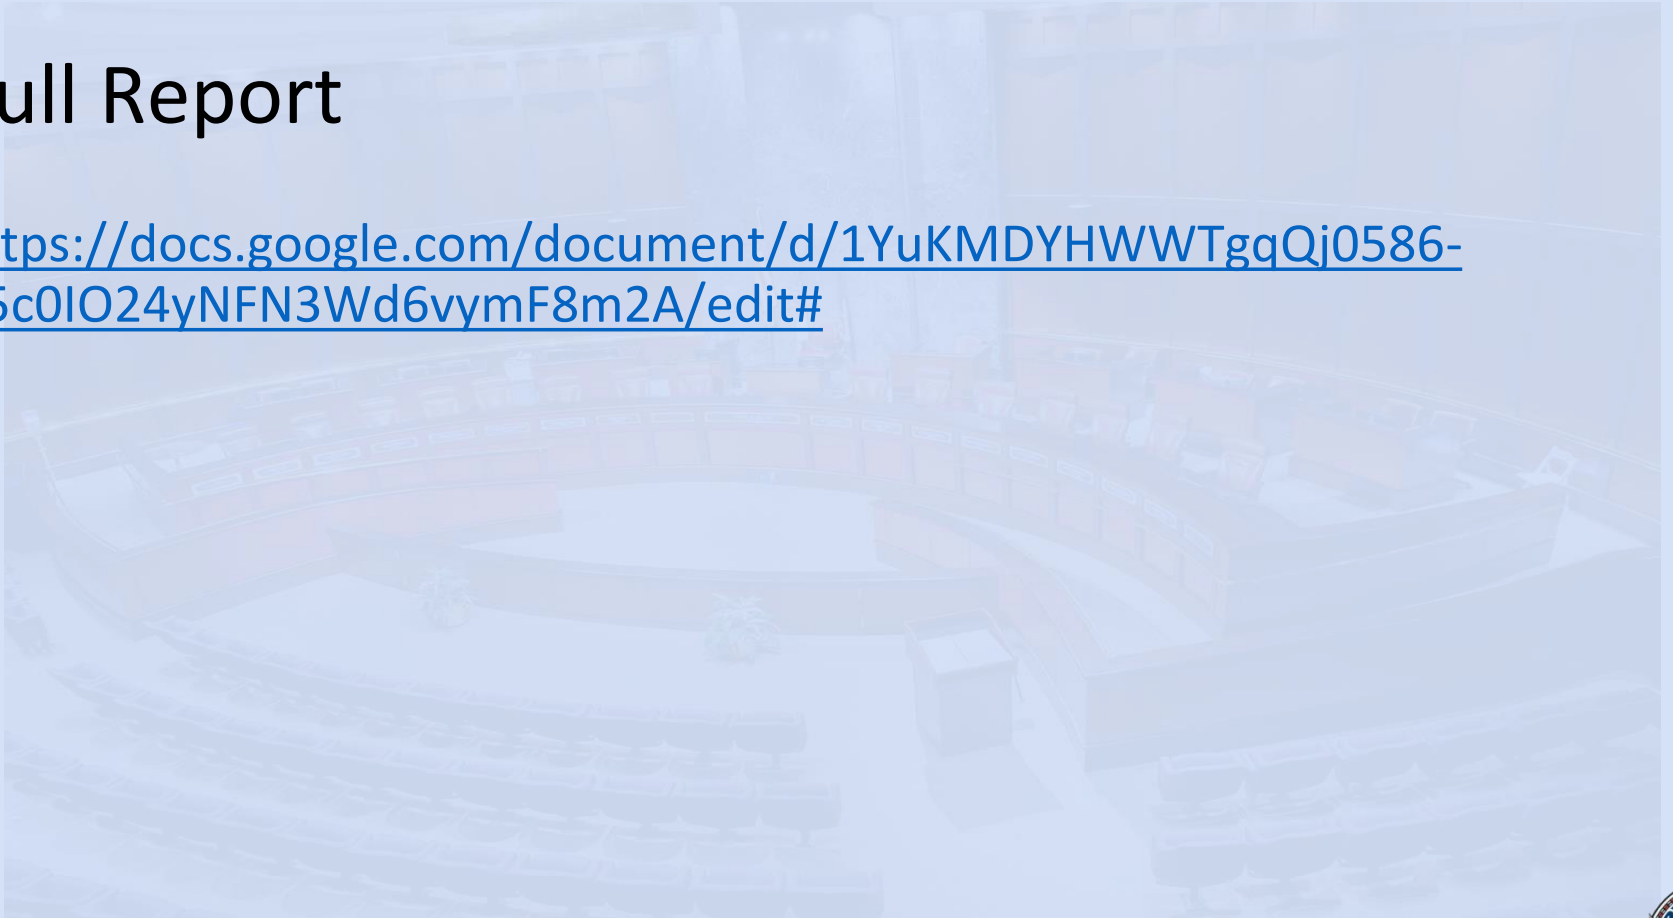 ull Report
tps://docs.google.com/document/d/1YuKMDYHWWTgqQj0586-
5c0IO24yNFN3Wd6vymF8m2A/edit#